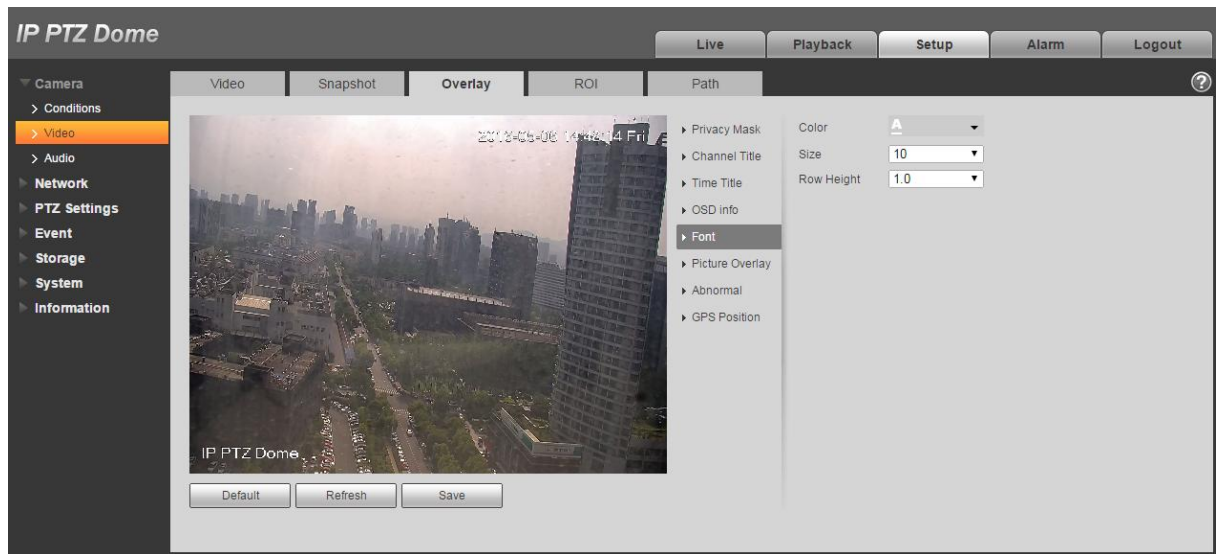 IP PTZ Dome
Live
Playback
Setup
Alarm
Logout
Camera
Conditions
Video
Audio
Network
PTZ Settings
Event
Storage
System
Information
Video
Snapshot
Overlay
ROI
Path
?
Fri
IP PTZ Dome
Default
Refresh
Save
Privacy Mask
Channel Title
Time Title
OSD info
Font
Picture Overlay
Abnormal
GPS Position
Color A
Size 10
Row Height 1.0